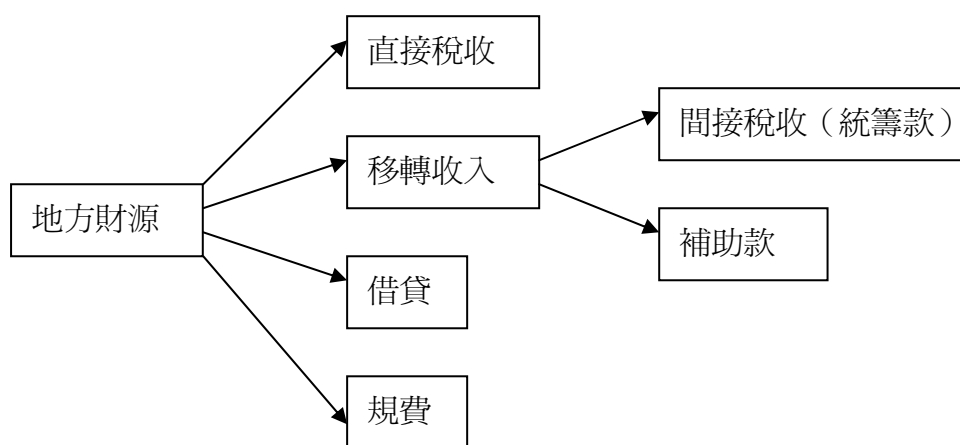 直接稅收
間接稅收（統籌款）
移轉收入
地方財源
補助款
借貸
規費